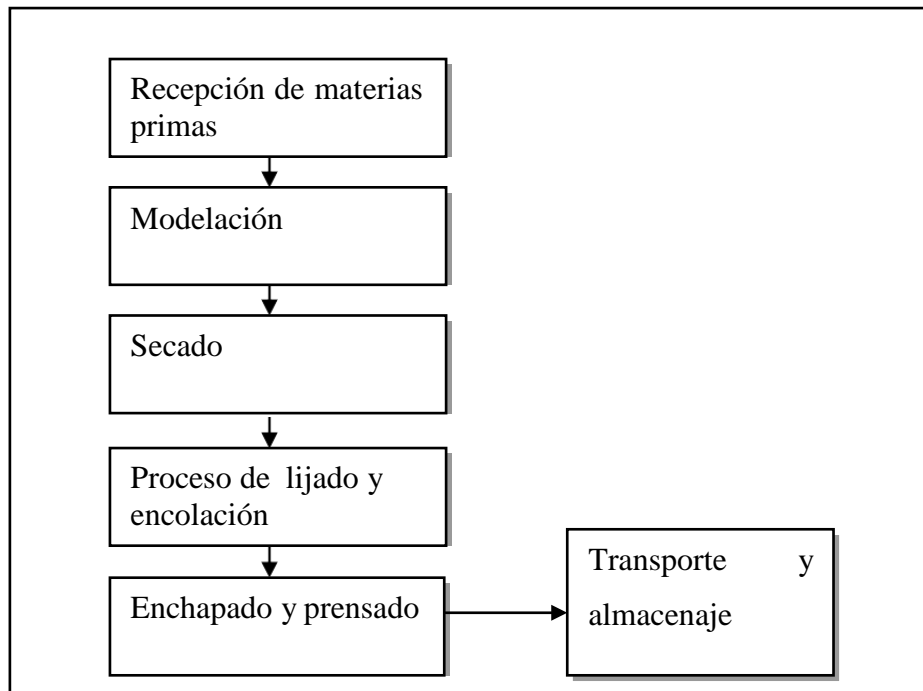 Recepción de materias
primas
Modelación
Secado
Proceso de lijado y
encolación
Enchapado y prensado
Transporte y
almacenaje